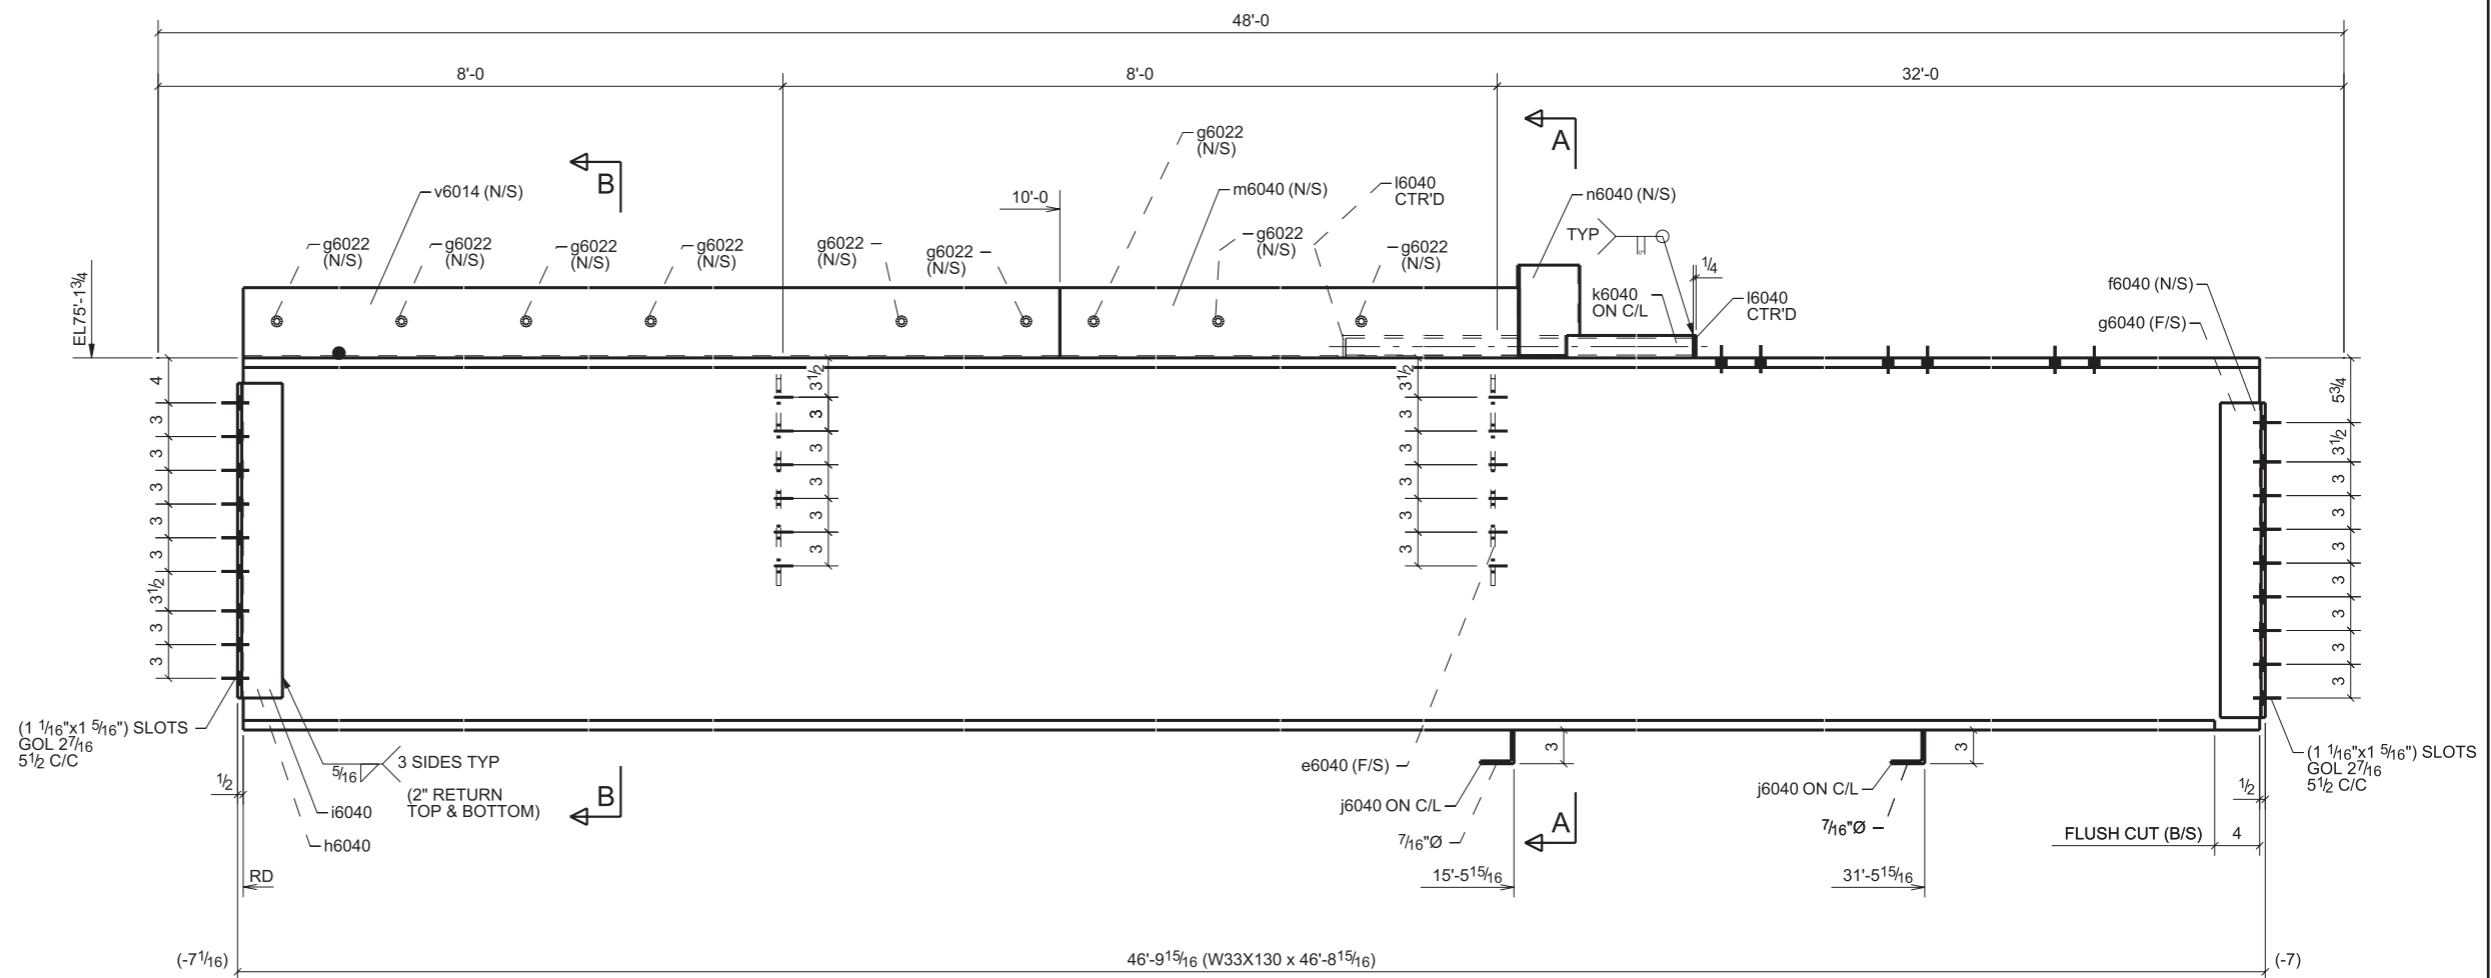 48'-0
8'-0
8'-0
32'-0
A
g6022
(N/S)
B
v6014 (N/S)
10'-0
m6040 (N/S)
l6040
CTR'D
n6040 (N/S)
TYP
g6022
(N/S)
g6022
(N/S)
g6022
(N/S)
g6022
(N/S)
g6022
(N/S)
g6022
(N/S)
g6022
(N/S)
g6022
(N/S)
1/4
k6040
ON C/L
l6040
CTR'D
f6040 (N/S)
g6040 (F/S)
EL75'-1 3/4
4
3
3
3
3
3
3 1/2
3
3
3 1/2
3
3
3
3
3
3 1/2
3
3
3
3
3
5 3/4
3 1/2
3
3
3
3
3
3
3
(1 1/16"x1 5/16") SLOTS
GOL 2 7/16
5 1/2 C/C
1/2
5/16
3 SIDES TYP
(2" RETURN
TOP & BOTTOM)
i6040
h6040
B
e6040 (F/S)
3
j6040 ON C/L
7/16"Ø
A
3
j6040 ON C/L
7/16"Ø
(1 1/16"x1 5/16") SLOTS
GOL 2 7/16
5 1/2 C/C
1/2
FLUSH CUT (B/S)
4
RD
15'-5 15/16
31'-5 15/16
(-7 1/16)
46'-9 15/16 (W33X130 x 46'-8 15/16)
(-7)